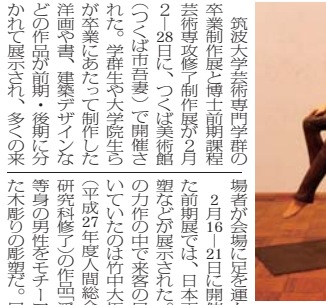 筑波大学芸術専門学群の
卒業制作展と博士前期課程
芸術専攻修了制作展が２月
２―28日に、つくば美術館
（つくば市吾妻）で開催さ
れた。学群生や大学院生ら
が卒業にあたって制作した
洋画や書、建築デザインな
どの作品が前期・後期に分
かれて展示され、多くの来
場者が会場に足を運ん
２月16―21日に開催
た前期展では、日本
塑などが展示された。
の力作の中で来客の目
いていたのは竹中大
（平成27年度人間総合
研究科修了）の作品「
等身の男性をモチー
た木彫りの彫塑だ。